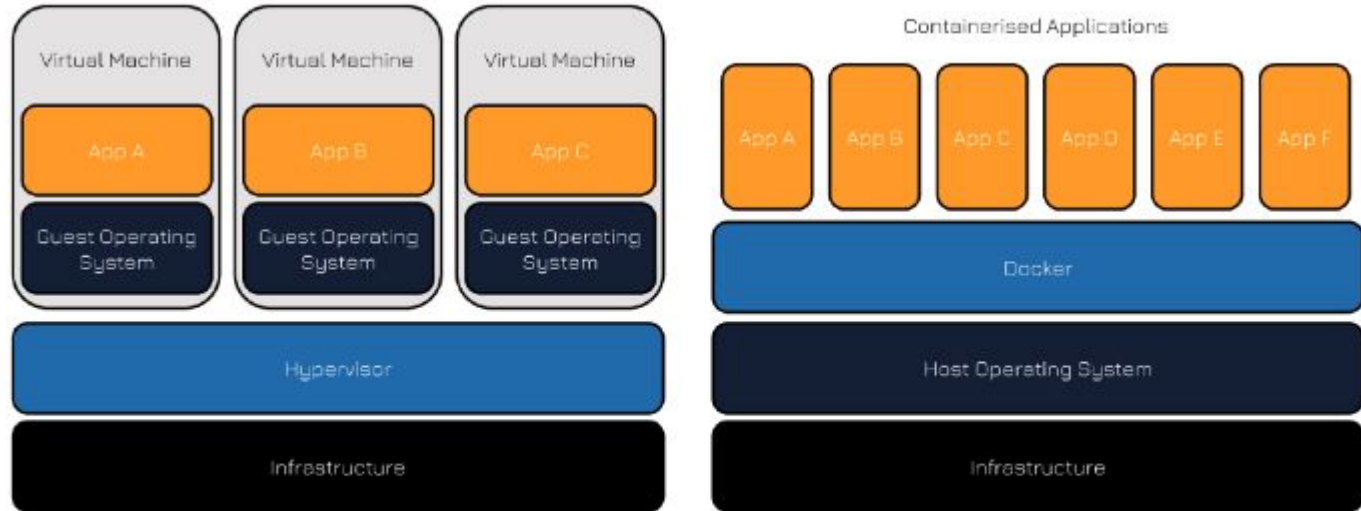 Virtual Machine
App A
Guest Operating
System
Virtual Machine
App B
Guest Operating
System
Virtual Machine
App C
Guest Operating
System
Hypervisor
Infrastructure
Containerised Applications
App A
App B
App C
App D
App E
App F
Docker
Host Operating System
Infrastructure